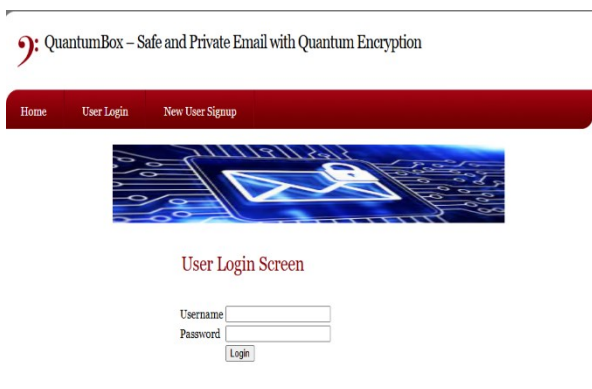 QuantumBox – Safe and Private Email with Quantum Encryption
Home User Login New User Signup
User Login Screen
Username
Password
Login